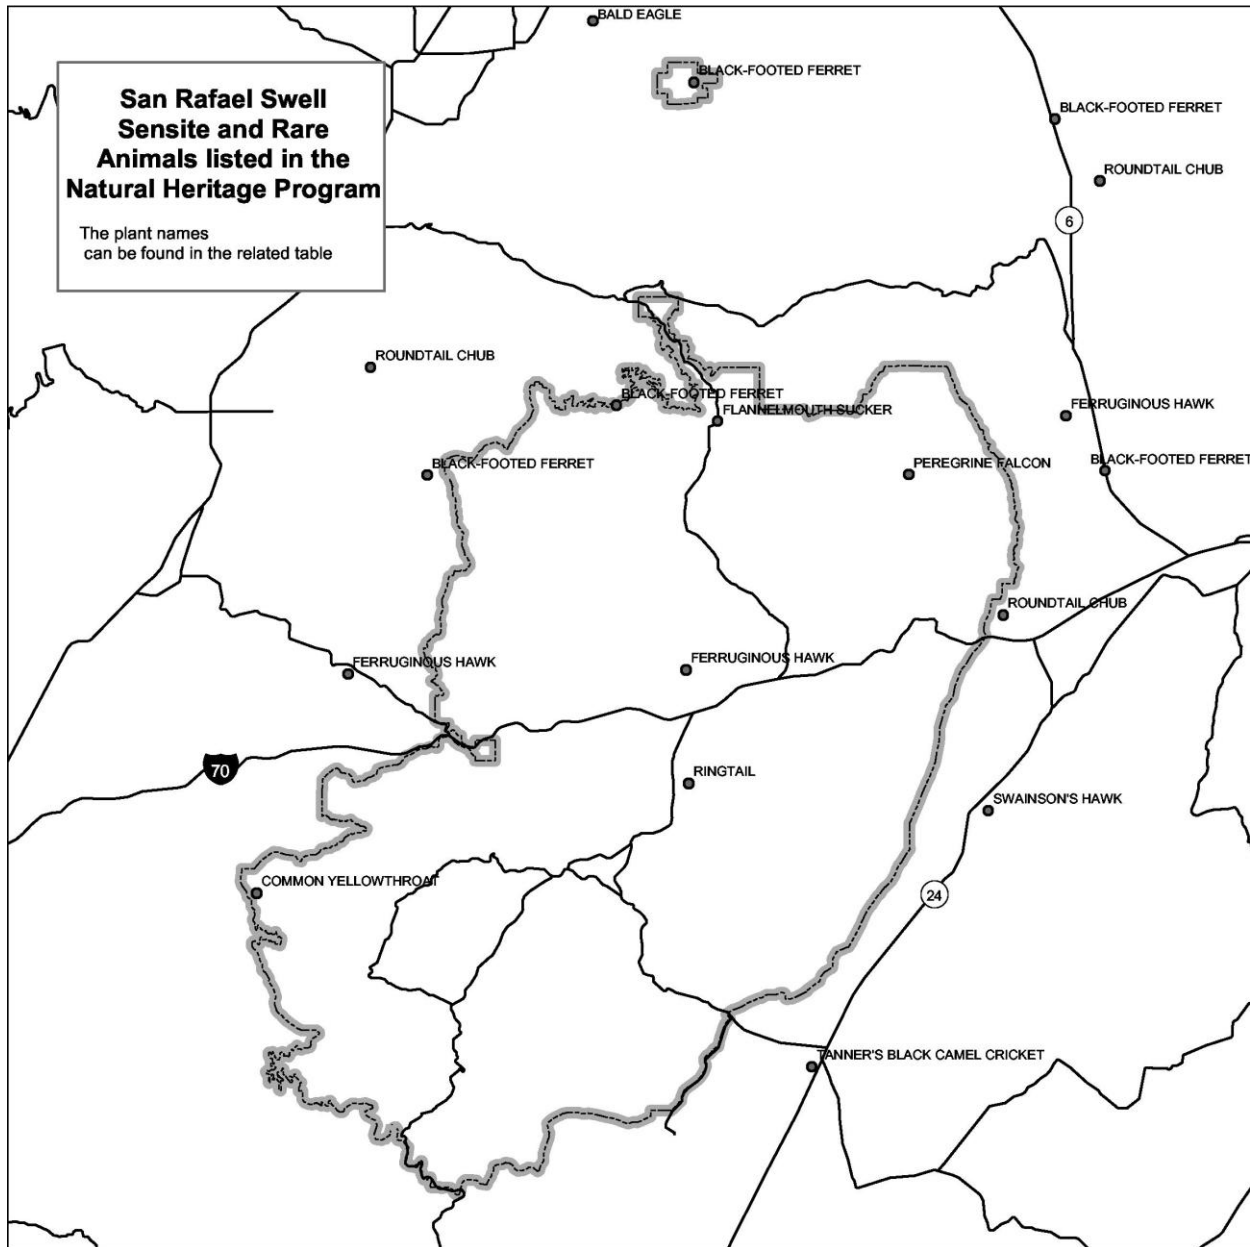 BALD EAGLE
BLACK-FOOTED FERRET
San Rafael Swell
Sensite and Rare
Animals listed in the
Natural Heritage Program
The plant names
can be found in the related table
BLACK-FOOTED FERRET
ROUNDTAIL CHUB
6
ROUNDTAIL CHUB
BLACK-FOOTED FERRET
FLANNELMOUTH SUCKER
FERRUGINOUS HAWK
BLACK-FOOTED FERRET
PEREGRINE FALCON
BLACK-FOOTED FERRET
ROUNDTAIL CHUB
FERRUGINOUS HAWK
FERRUGINOUS HAWK
70
RINGTAIL
SWAINSON'S HAWK
COMMON YELLOWTHROAT
24
TANNER'S BLACK CAMEL CRICKET